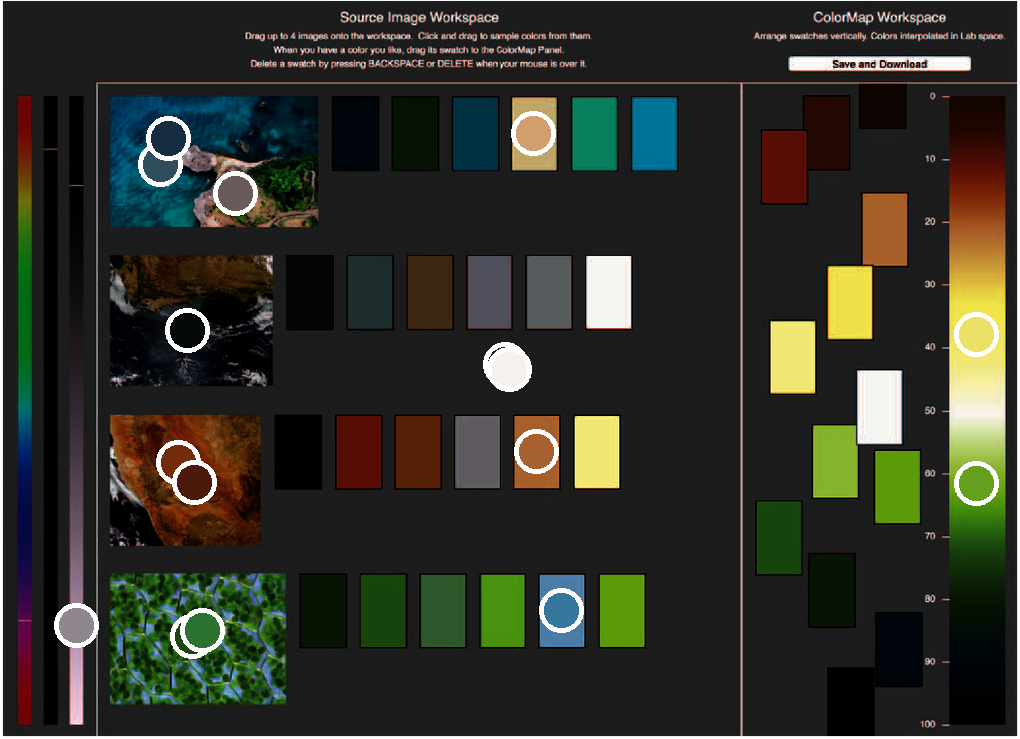 Source Image Workspace
Drag up to 4 images onto the workspace. Click and drag to sample colors from them.
When you have a color you like, drag its swatch to the ColorMap Panel.
Delete a swatch by pressing BACKSPACE or DELETE when your mouse is over it.
ColorMap Workspace
Arrange swatches vertically. Colors interpolated in Lab space.
Save and Download
0
10
20
30
40
50
60
70
80
90
100